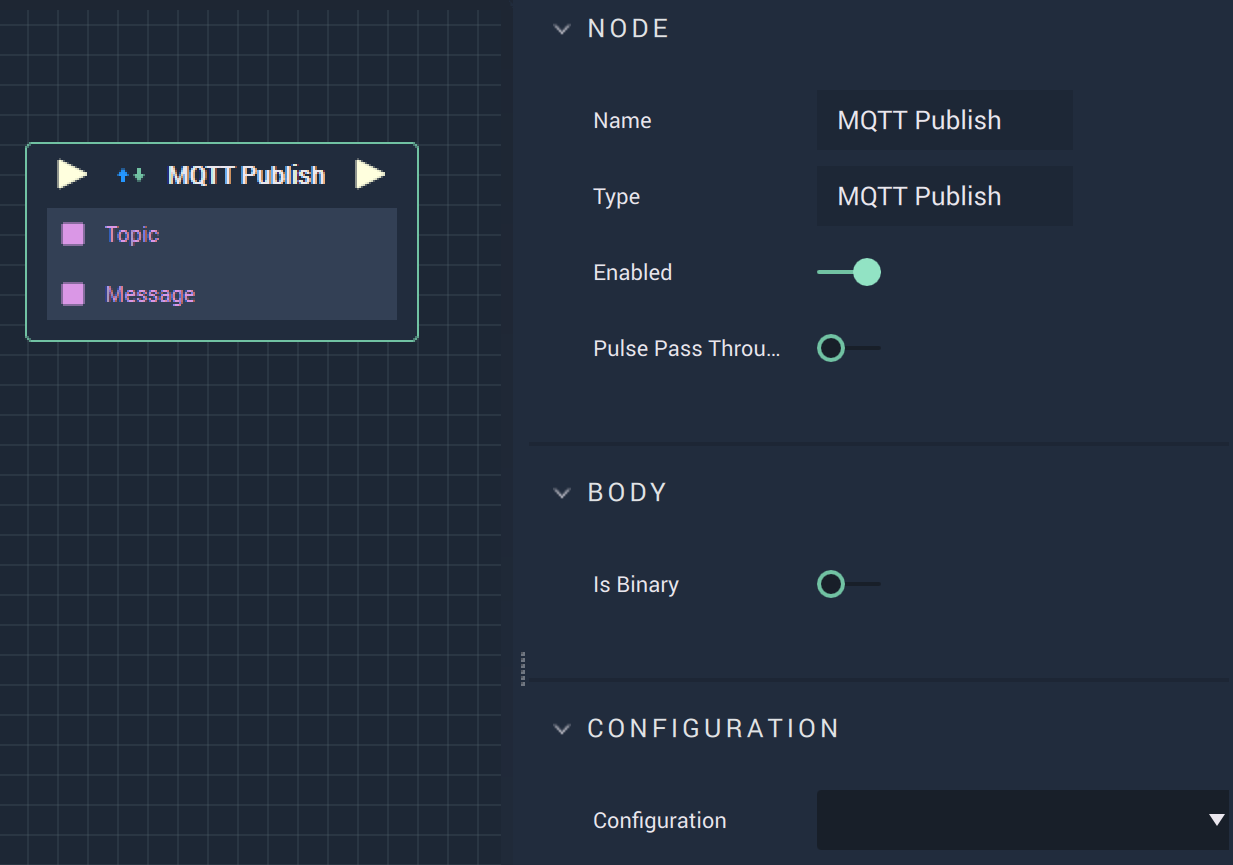 MQTT Publish
Topic
Message
NODE
Name MQTT Publish
Type MQTT Publish
Enabled
Pulse Pass Throu...
BODY
Is Binary
CONFIGURATION
Configuration